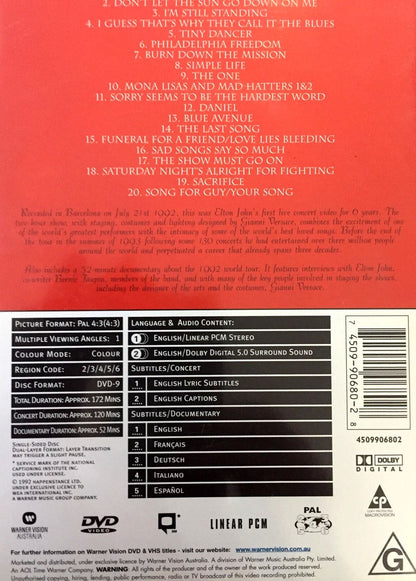 2. DON'T LET THE SUN GO DOWN ON ME
3. I'M STILL STANDING
4. I GUESS THAT'S WHY THEY CALL IT THE BLUES
5. TINY DANCER
6. PHILADELPHIA FREEDOM
7. BURN DOWN THE MISSION
8. SIMPLE LIFE
9. THE ONE
10. MONA LISAS AND MAD HATTERS 1&2
11. SORRY SEEMS TO BE THE HARDEST WORD
12. DANIEL
13. BLUE AVENUE
14. THE LAST SONG
15. FUNERAL FOR A FRIEND/LOVE LIES BLEEDING
16. SAD SONGS SAY SO MUCH
17. THE SHOW MUST GO ON
18. SATURDAY NIGHT'S ALRIGHT FOR FIGHTING
19. SACRIFICE
20. SONG FOR GUY/YOUR SONG
Recorded in Barcelona on July 21st 1992, this was Elton John's first live concert video for 6 years. The
two hour show, with staging, costumes and lighting designed by Gianni Versace, combines the excitement of one
of the world's greatest performers with the intimacy of some of the world's best loved songs. Before the end of
the tour in the summer of 1993 following some 130 concerts he had entertained over three million people
around the world and perpetuated a career that already spans three decades.
Also includes a 32-minute documentary about the 1992 world tour. It features interviews with Elton John,
co-writer Bernie Taupin, members of the band, and with many of the key people involved in staging the shows,
including the designer of the sets and the costumes, Gianni Versace.
PICTURE FORMAT: PAL 4:3(4:3)
MULTIPLE VIEWING ANGLES: 1
COLOUR MODE: COLOUR
REGION CODE: 2/3/4/5/6
DISC FORMAT: DVD-9
TOTAL DURATION: APPROX. 172 MINS
CONCERT DURATION: APPROX. 120 MINS
DOCUMENTARY DURATION: APPROX. 52 MINS
SINGLE-SIDED DISC
DUAL-LAYER FORMAT: LAYER TRANSITION
MAY TRIGGER A SLIGHT PAUSE.
* SERVICE MARK OF THE NATIONAL
CAPTIONING INSTITUTE INC.
USED UNDER LICENCE.
© 1992 HAPPENSTANCE LTD.
UNDER EXCLUSIVE LICENCE TO
WEA INTERNATIONAL INC.
A WARNER MUSIC GROUP COMPANY.
LANGUAGE & AUDIO CONTENT:
1 ENGLISH/LINEAR PCM STEREO
2 ENGLISH/DOLBY DIGITAL 5.0 SURROUND SOUND
SUBTITLES/CONCERT
1 ENGLISH LYRIC SUBTITLES
2 ENGLISH CAPTIONS
SUBTITLES/DOCUMENTARY
1 ENGLISH
2 FRANÇAIS
3 DEUTSCH
4 ITALIANO
5 ESPAÑOL
7 45099-06802-8
4509906802
DOLBY
DIGITAL
CP
MACROVISION
WARNER VISION
AUSTRALIA
DVD
VIDEO
LINEAR PCM
PAL
G
For further information on Warner Vision DVD & VHS titles - visit our website: www.warnervision.com.au
Marketed and distributed, under exclusive licence by Warner Vision Australia. A division of Warner Music Australia Pty. Limited.
An AOL Time Warner Company. WARNING: All rights of the producer and of the owner of the work produced reserved.
Unauthorised copying, hiring, lending, public performance, radio or TV broadcast of this video recording prohibited.